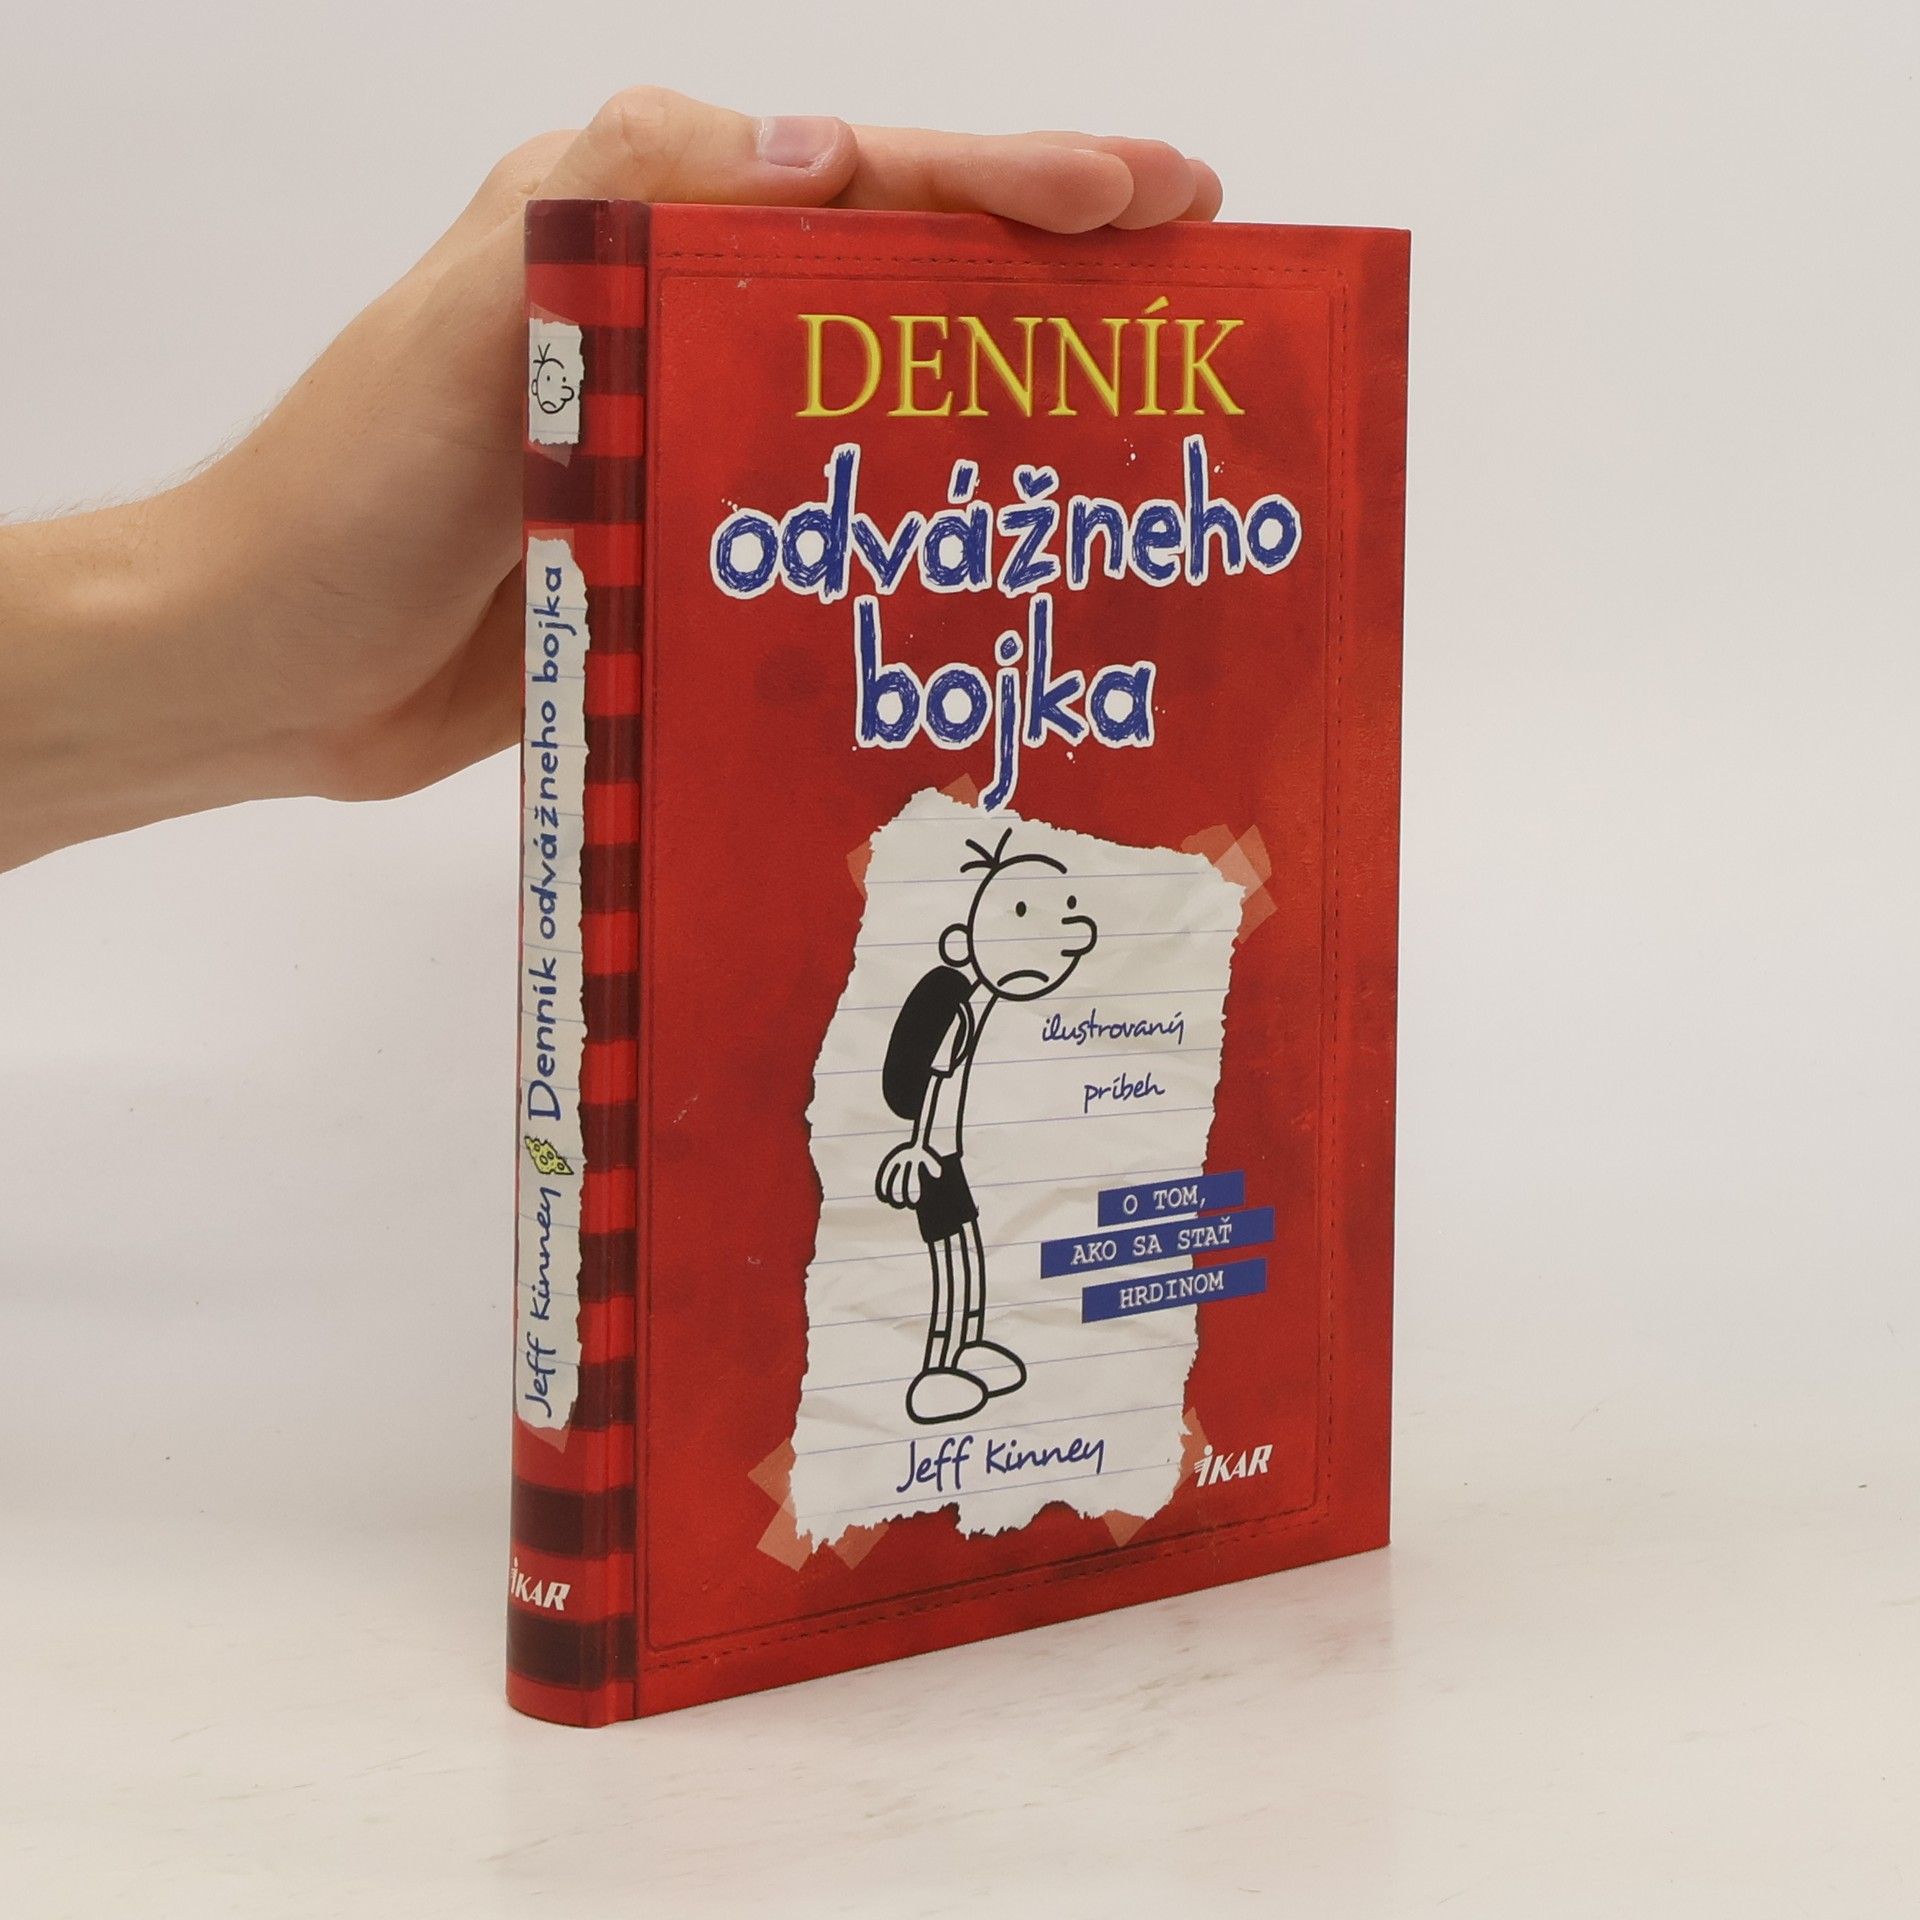 DENNÍK
odvážneho
bojka
ilustrovaný
príbeh
O TOM,
AKO SA STAŤ
HRDINOM
Jeff Kinney
IKAR
Jeff Kinney Denník odvážneho bojka
IKAR